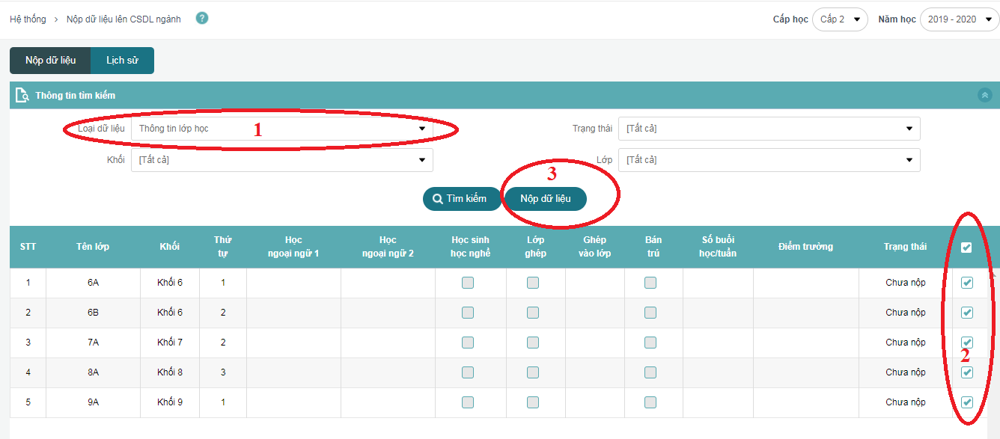 Hệ thống > Nộp dữ liệu lên CSDL ngành ?
Cấp học Cấp 2 Năm học 2019 - 2020
Nộp dữ liệu Lịch sử
Thông tin tìm kiếm
Loại dữ liệu Thông tin lớp học 1 Trạng thái [Tất cả]
Khối [Tất cả] Lớp [Tất cả]
3
Tìm kiếm Nộp dữ liệu
STT Tên lớp Khối Thứ tự Học ngoại ngữ 1 Học ngoại ngữ 2 Học sinh học nghề Lớp ghép Ghép vào lớp Bán trú Số buổi học/tuần Điểm trường Trạng thái
1 6A Khối 6 1 Chưa nộp
2 6B Khối 6 2 Chưa nộp
3 7A Khối 7 2 Chưa nộp
2
4 8A Khối 8 3 Chưa nộp
5 9A Khối 9 1 Chưa nộp